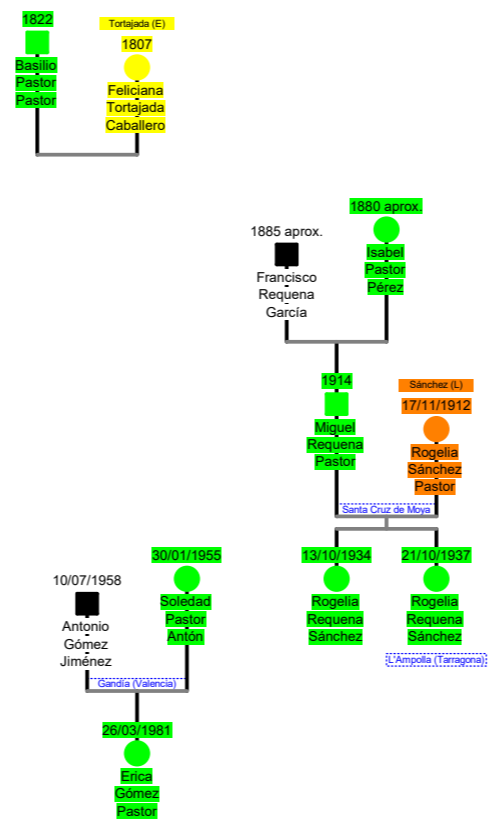 1822
Basilio
Pastor
Pastor
Tortajada (E)
1807
Feliciana
Tortajada
Caballero
1885 aprox.
Francisco
Requena
García
1880 aprox.
Isabel
Pastor
Pérez
1914
Miguel
Requena
Pastor
Sánchez (L)
17/11/1912
Rogelia
Sánchez
Pastor
Santa Cruz de Moya
13/10/1934
Rogelia
Requena
Sánchez
21/10/1937
Rogelia
Requena
Sánchez
L'Ampolla (Tarragona)
10/07/1958
Antonio
Gómez
Jiménez
30/01/1955
Soledad
Pastor
Antón
Gandía (Valencia)
26/03/1981
Erica
Gómez
Pastor